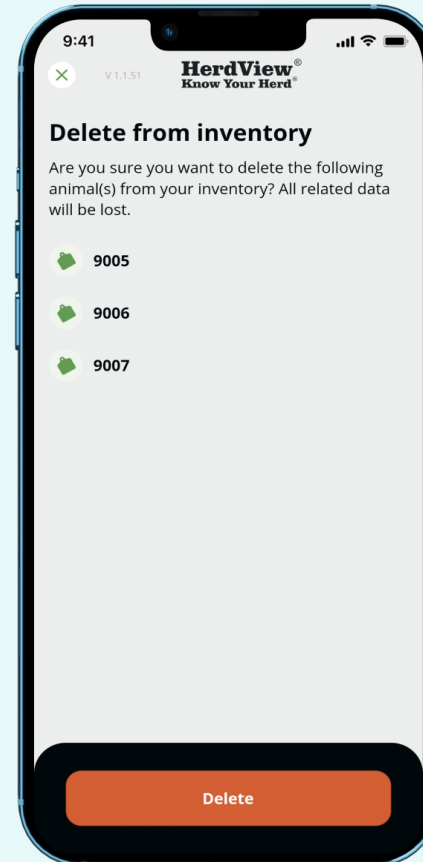 9:41
V 1.1.51
HerdView®
Know Your Herd®
Delete from inventory
Are you sure you want to delete the following
animal(s) from your inventory? All related data
will be lost.
9005
9006
9007
Delete